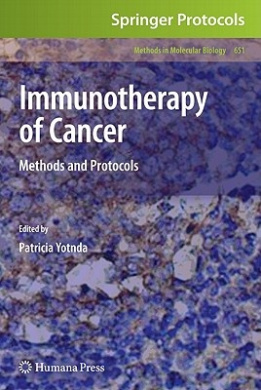 Springer Protocols
Methods in Molecular Biology 651
Immunotherapy
of Cancer
Methods and Protocols
Edited by
Patricia Yotnda
Humana Press